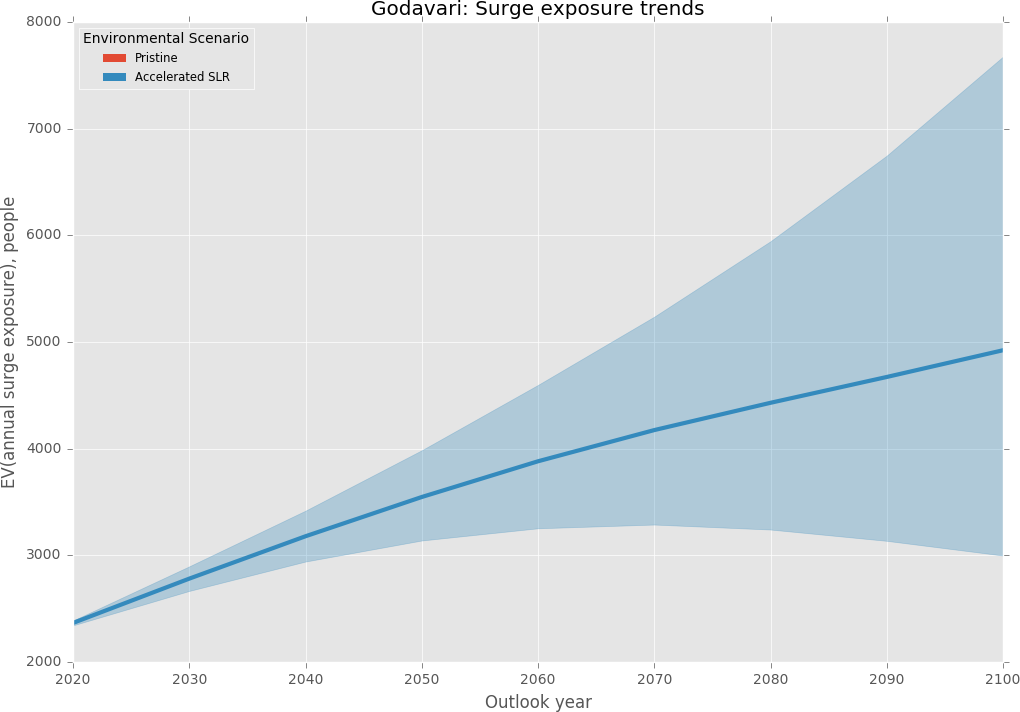 Godavari: Surge exposure trends
8000
7000
6000
5000
4000
3000
2000
EV(annual surge exposure), people
Environmental Scenario
Pristine
Accelerated SLR
2020 2030 2040 2050 2060 2070 2080 2090 2100
Outlook year